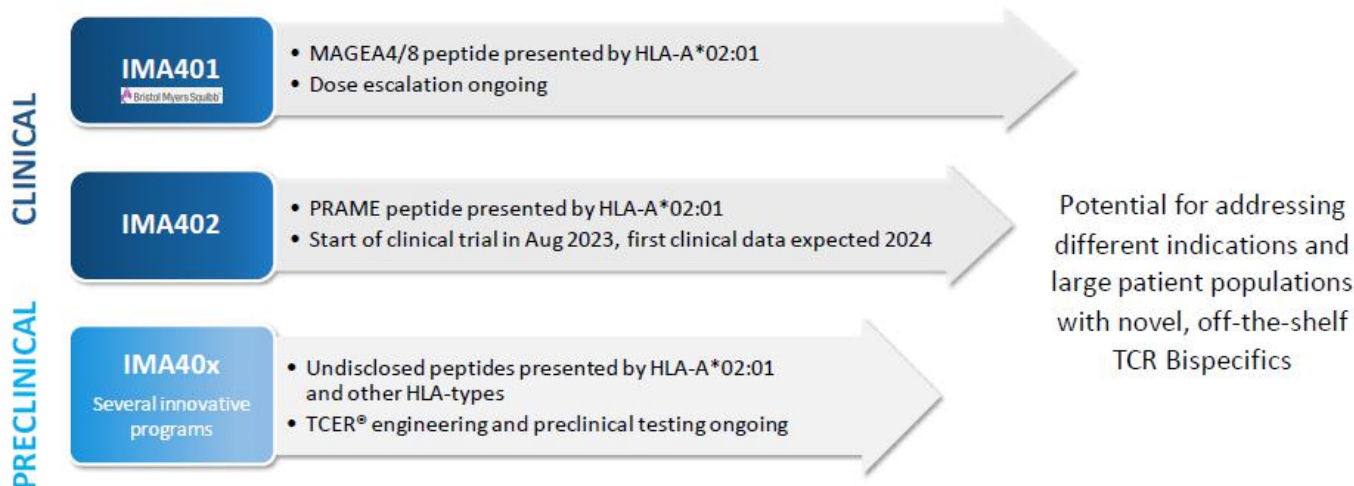 CLINICAL
IMA401
Bristol Myers Squibb™
• MAGEA4/8 peptide presented by HLA-A*02:01
• Dose escalation ongoing
IMA402
• PRAME peptide presented by HLA-A*02:01
• Start of clinical trial in Aug 2023, first clinical data expected 2024
PRECLINICAL
IMA40x
Several innovative
programs
• Undisclosed peptides presented by HLA-A*02:01
and other HLA-types
• TCER® engineering and preclinical testing ongoing
Potential for addressing
different indications and
large patient populations
with novel, off-the-shelf
TCR Bispecifics